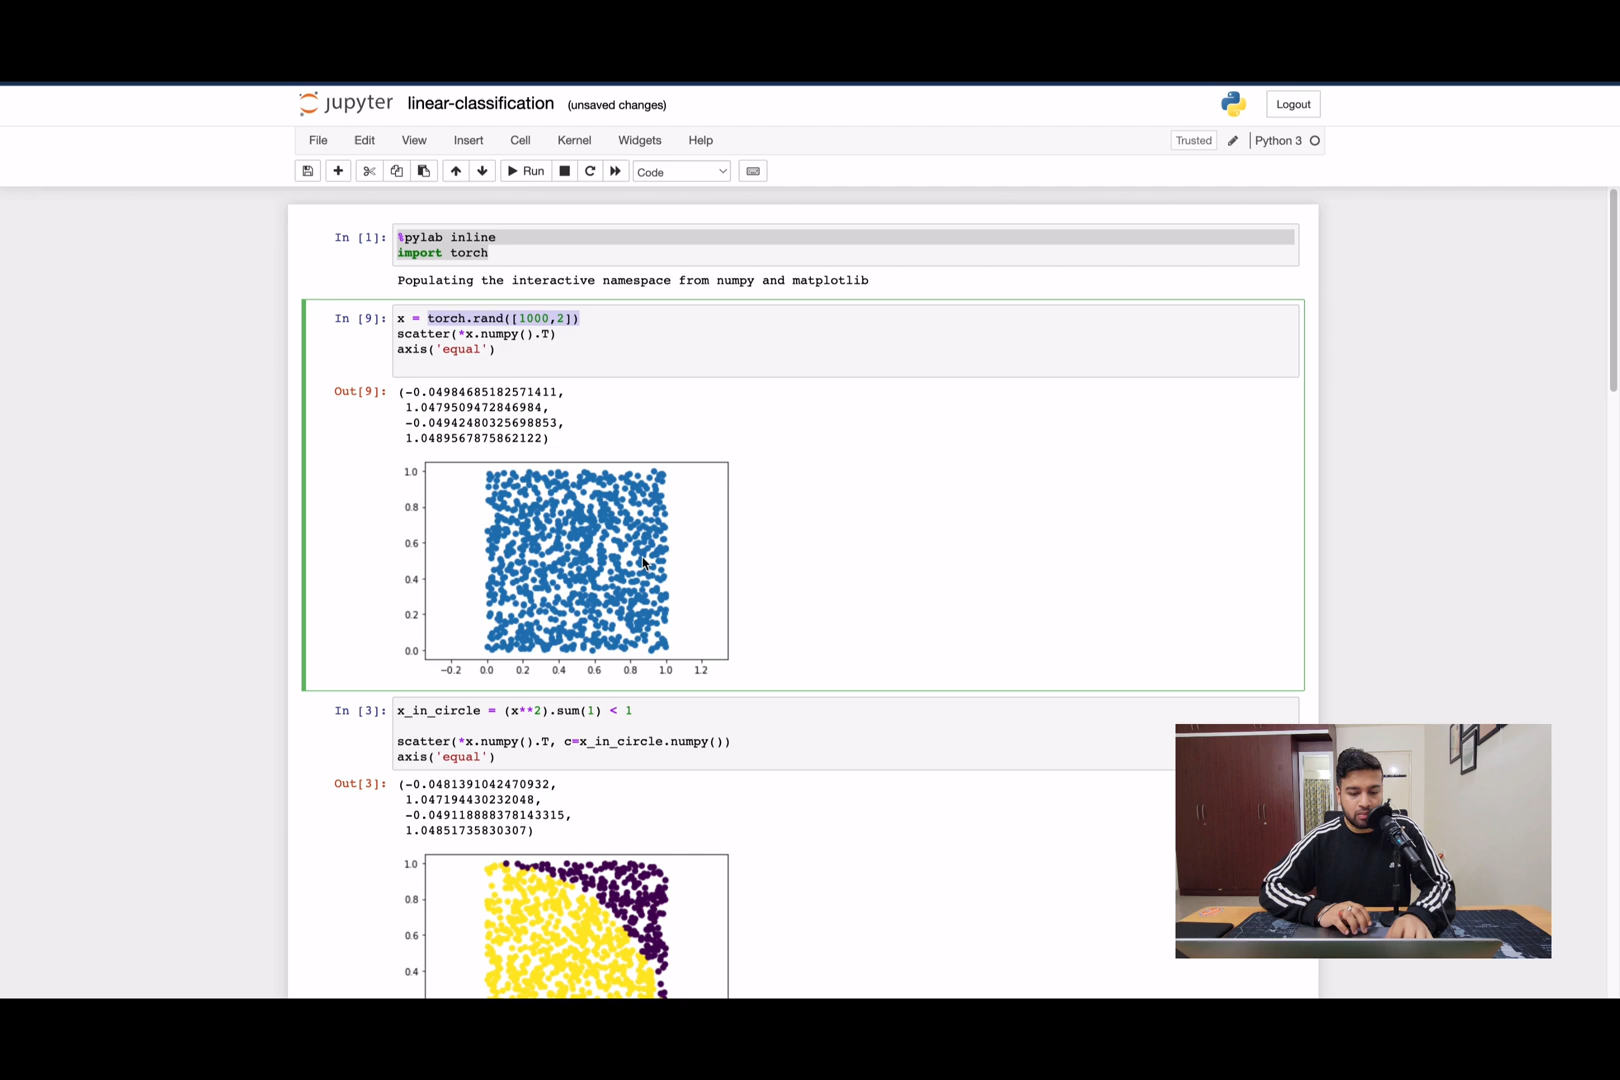 jupyter linear-classification (unsaved changes) Logout
File Edit View Insert Cell Kernel Widgets Help Trusted Python 3
Run Code
In [1]: %pylab inline
import torch
Populating the interactive namespace from numpy and matplotlib
In [9]: x = torch.rand([1000,2])
scatter(*x.numpy().T)
axis('equal')
Out[9]: (-0.04984685182571411,
1.0479509472846984,
-0.04942480325698853,
1.0489567875862122)
1.0
0.8
0.6
0.4
0.2
0.0
−0.2 0.0 0.2 0.4 0.6 0.8 1.0 1.2
In [3]: x_in_circle = (x**2).sum(1) < 1
scatter(*x.numpy().T, c=x_in_circle.numpy())
axis('equal')
Out[3]: (-0.0481391042470932,
1.047194430232048,
-0.049118888378143315,
1.04851735830307)
1.0
0.8
0.6
0.4